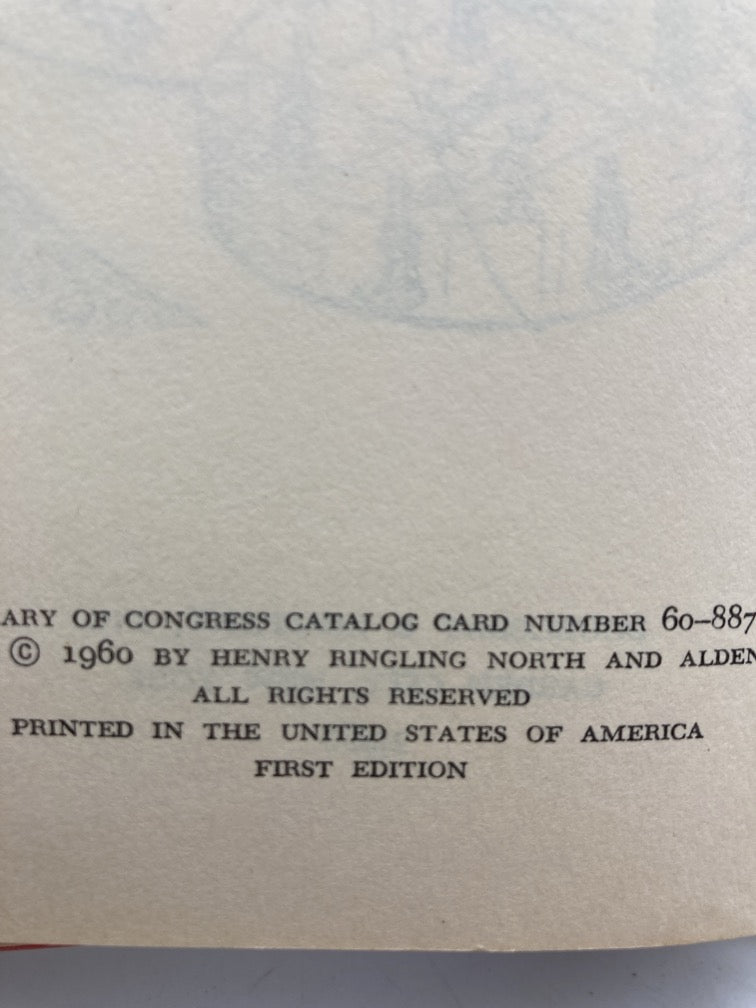 ARY OF CONGRESS CATALOG CARD NUMBER 60–887
© 1960 BY HENRY RINGLING NORTH AND ALDEN
ALL RIGHTS RESERVED
PRINTED IN THE UNITED STATES OF AMERICA
FIRST EDITION